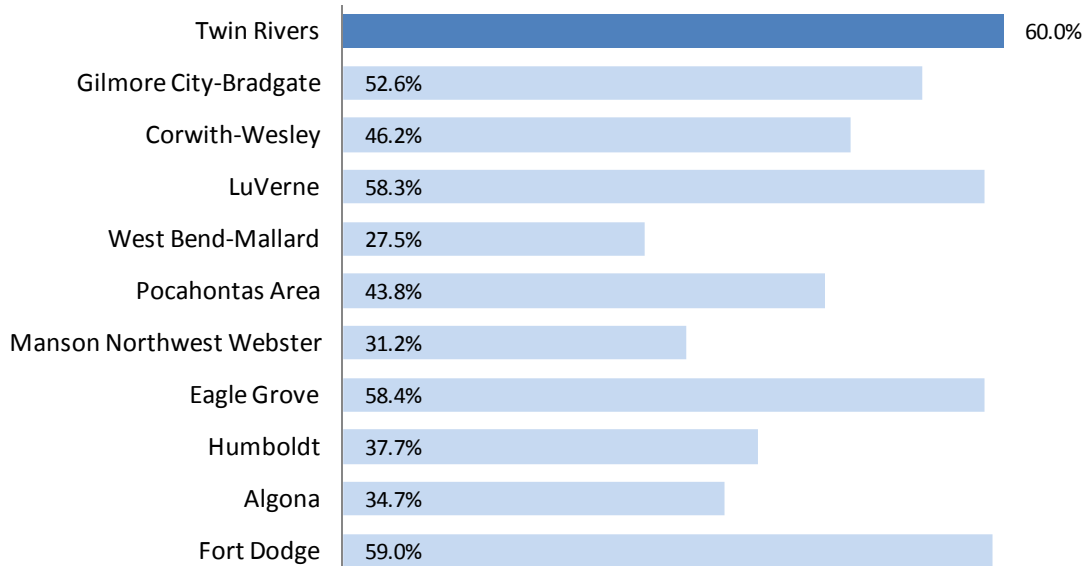 Twin Rivers 60.0%
Gilmore City-Bradgate 52.6%
Corwith-Wesley 46.2%
LuVerne 58.3%
West Bend-Mallard 27.5%
Pocahontas Area 43.8%
Manson Northwest Webster 31.2%
Eagle Grove 58.4%
Humboldt 37.7%
Algona 34.7%
Fort Dodge 59.0%